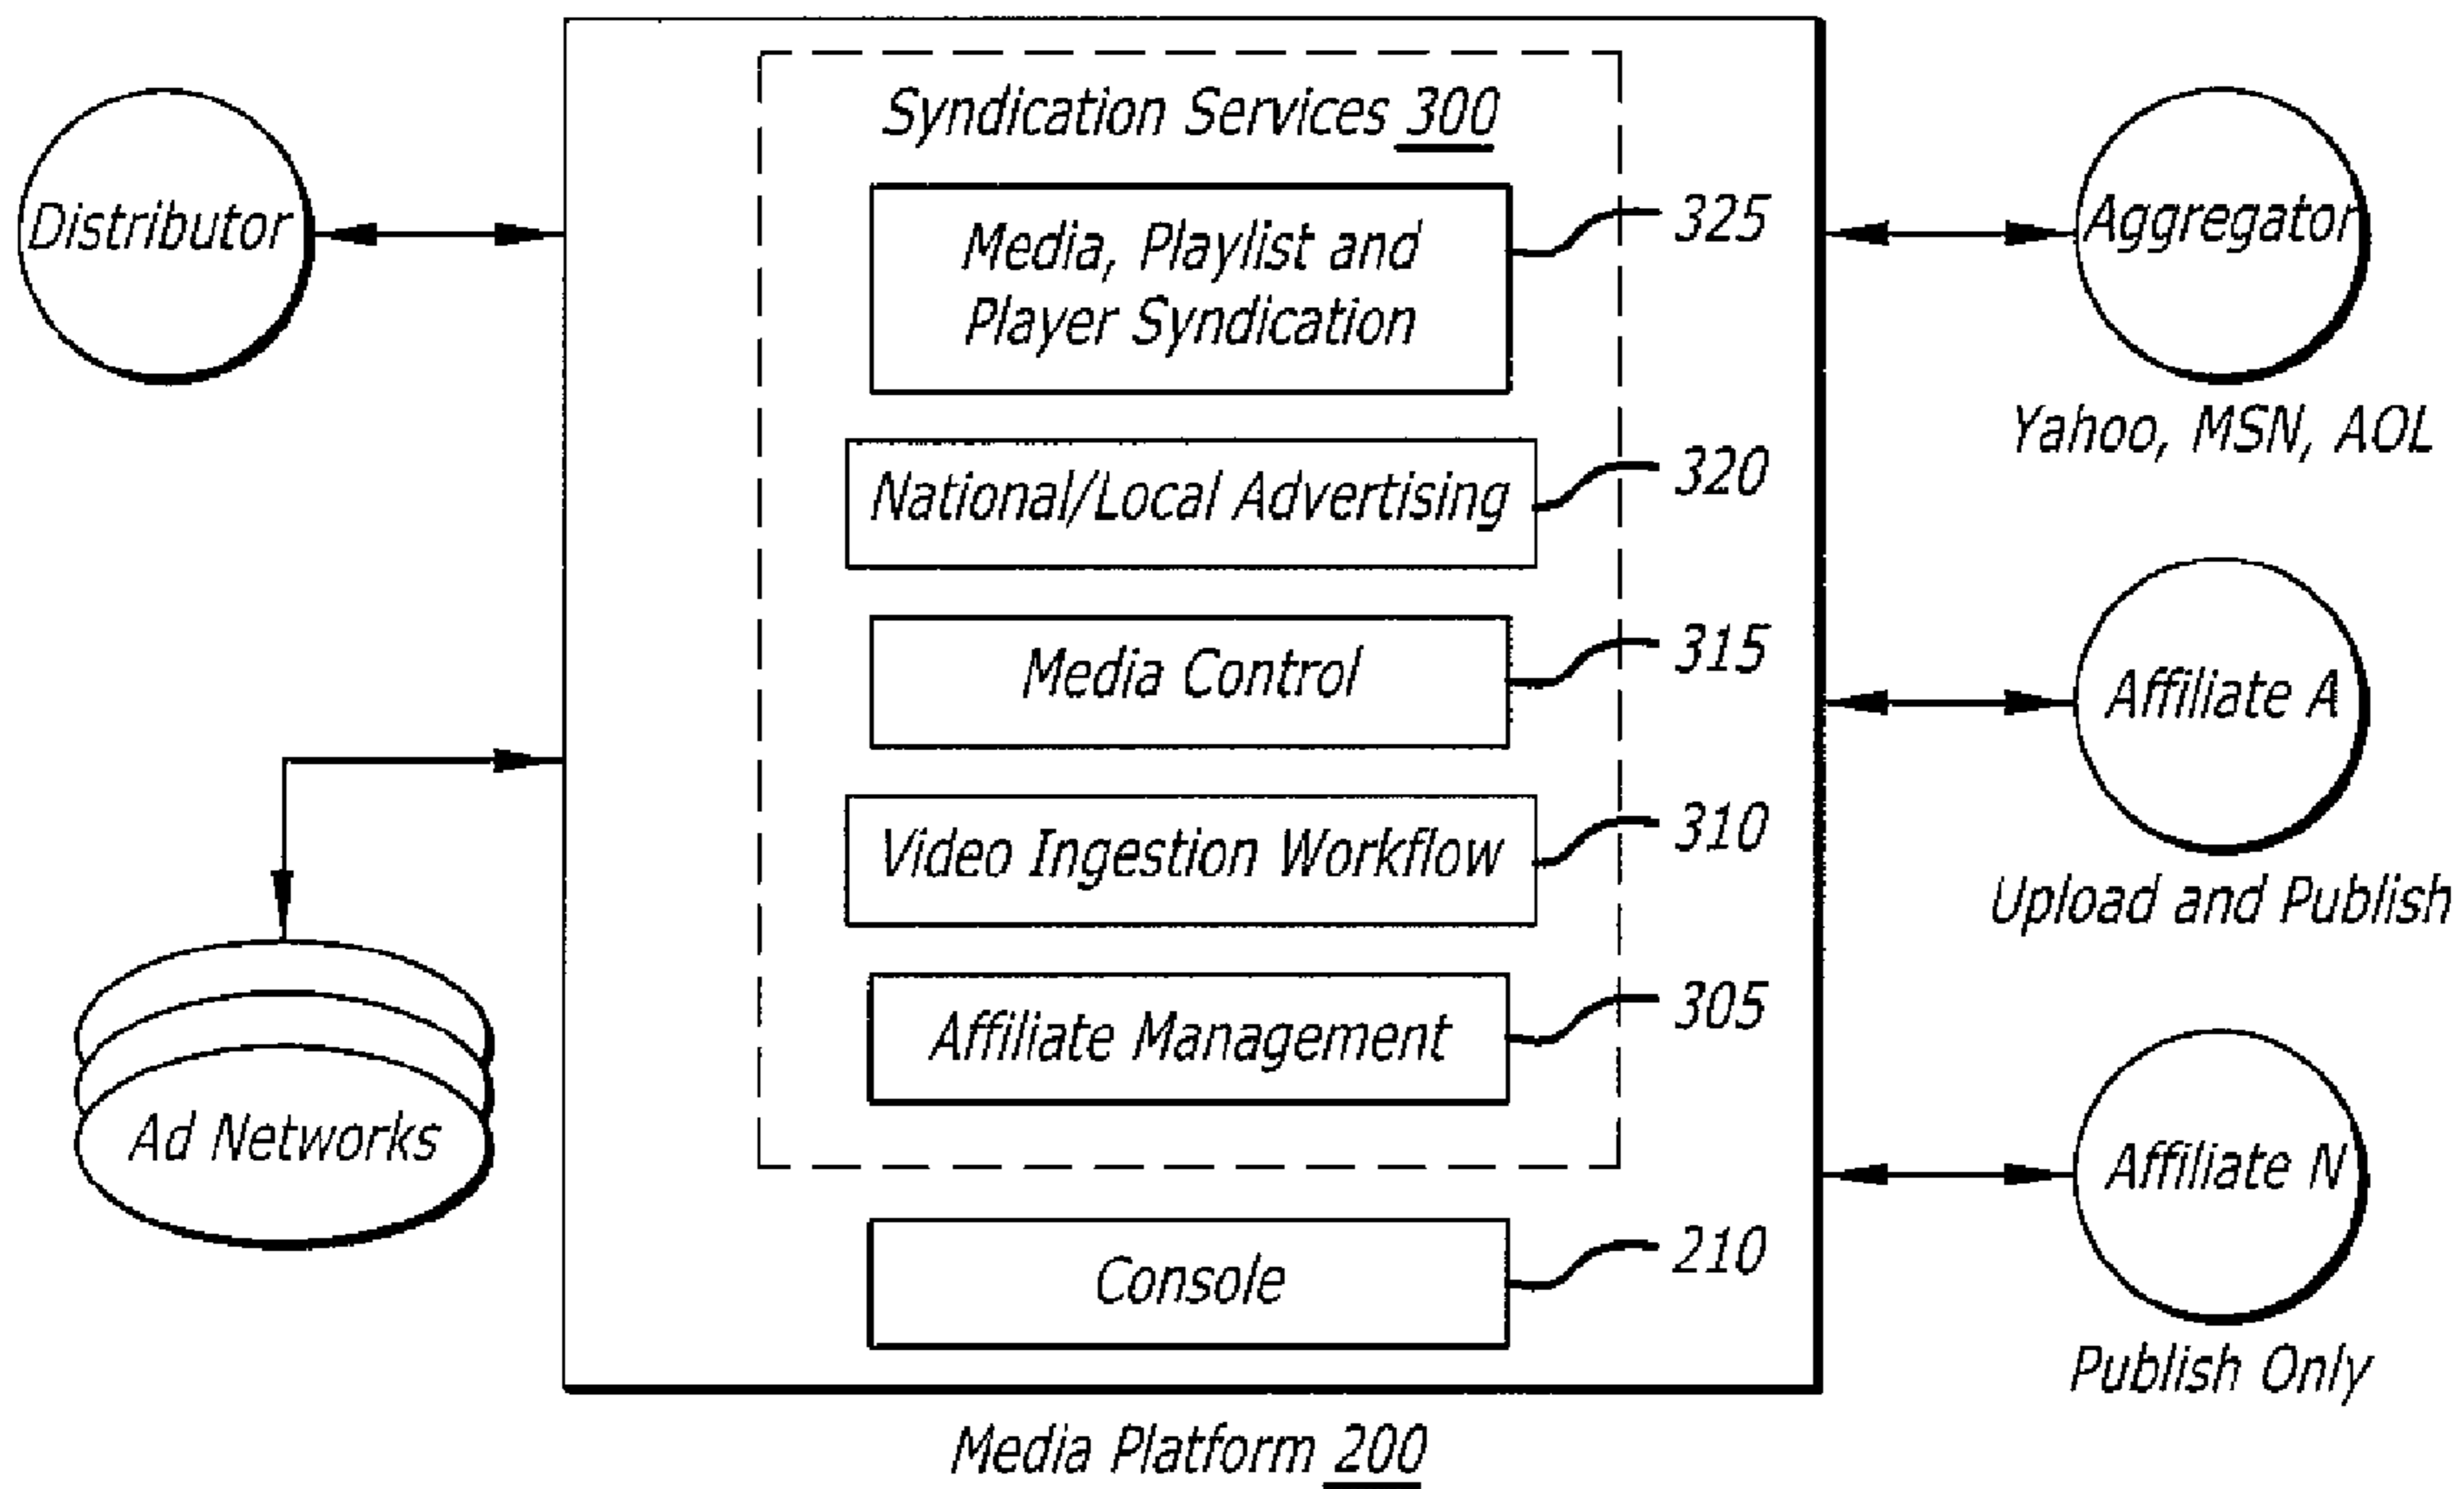 Syndication Services 300
Distributor
Media, Playlist and
Player Syndication
325
Aggregator
Yahoo, MSN, AOL
National/Local Advertising
320
Media Control
315
Affiliate A
Upload and Publish
Video Ingestion Workflow
310
Affiliate Management
305
Ad Networks
Affiliate N
Publish Only
Console
210
Media Platform 200